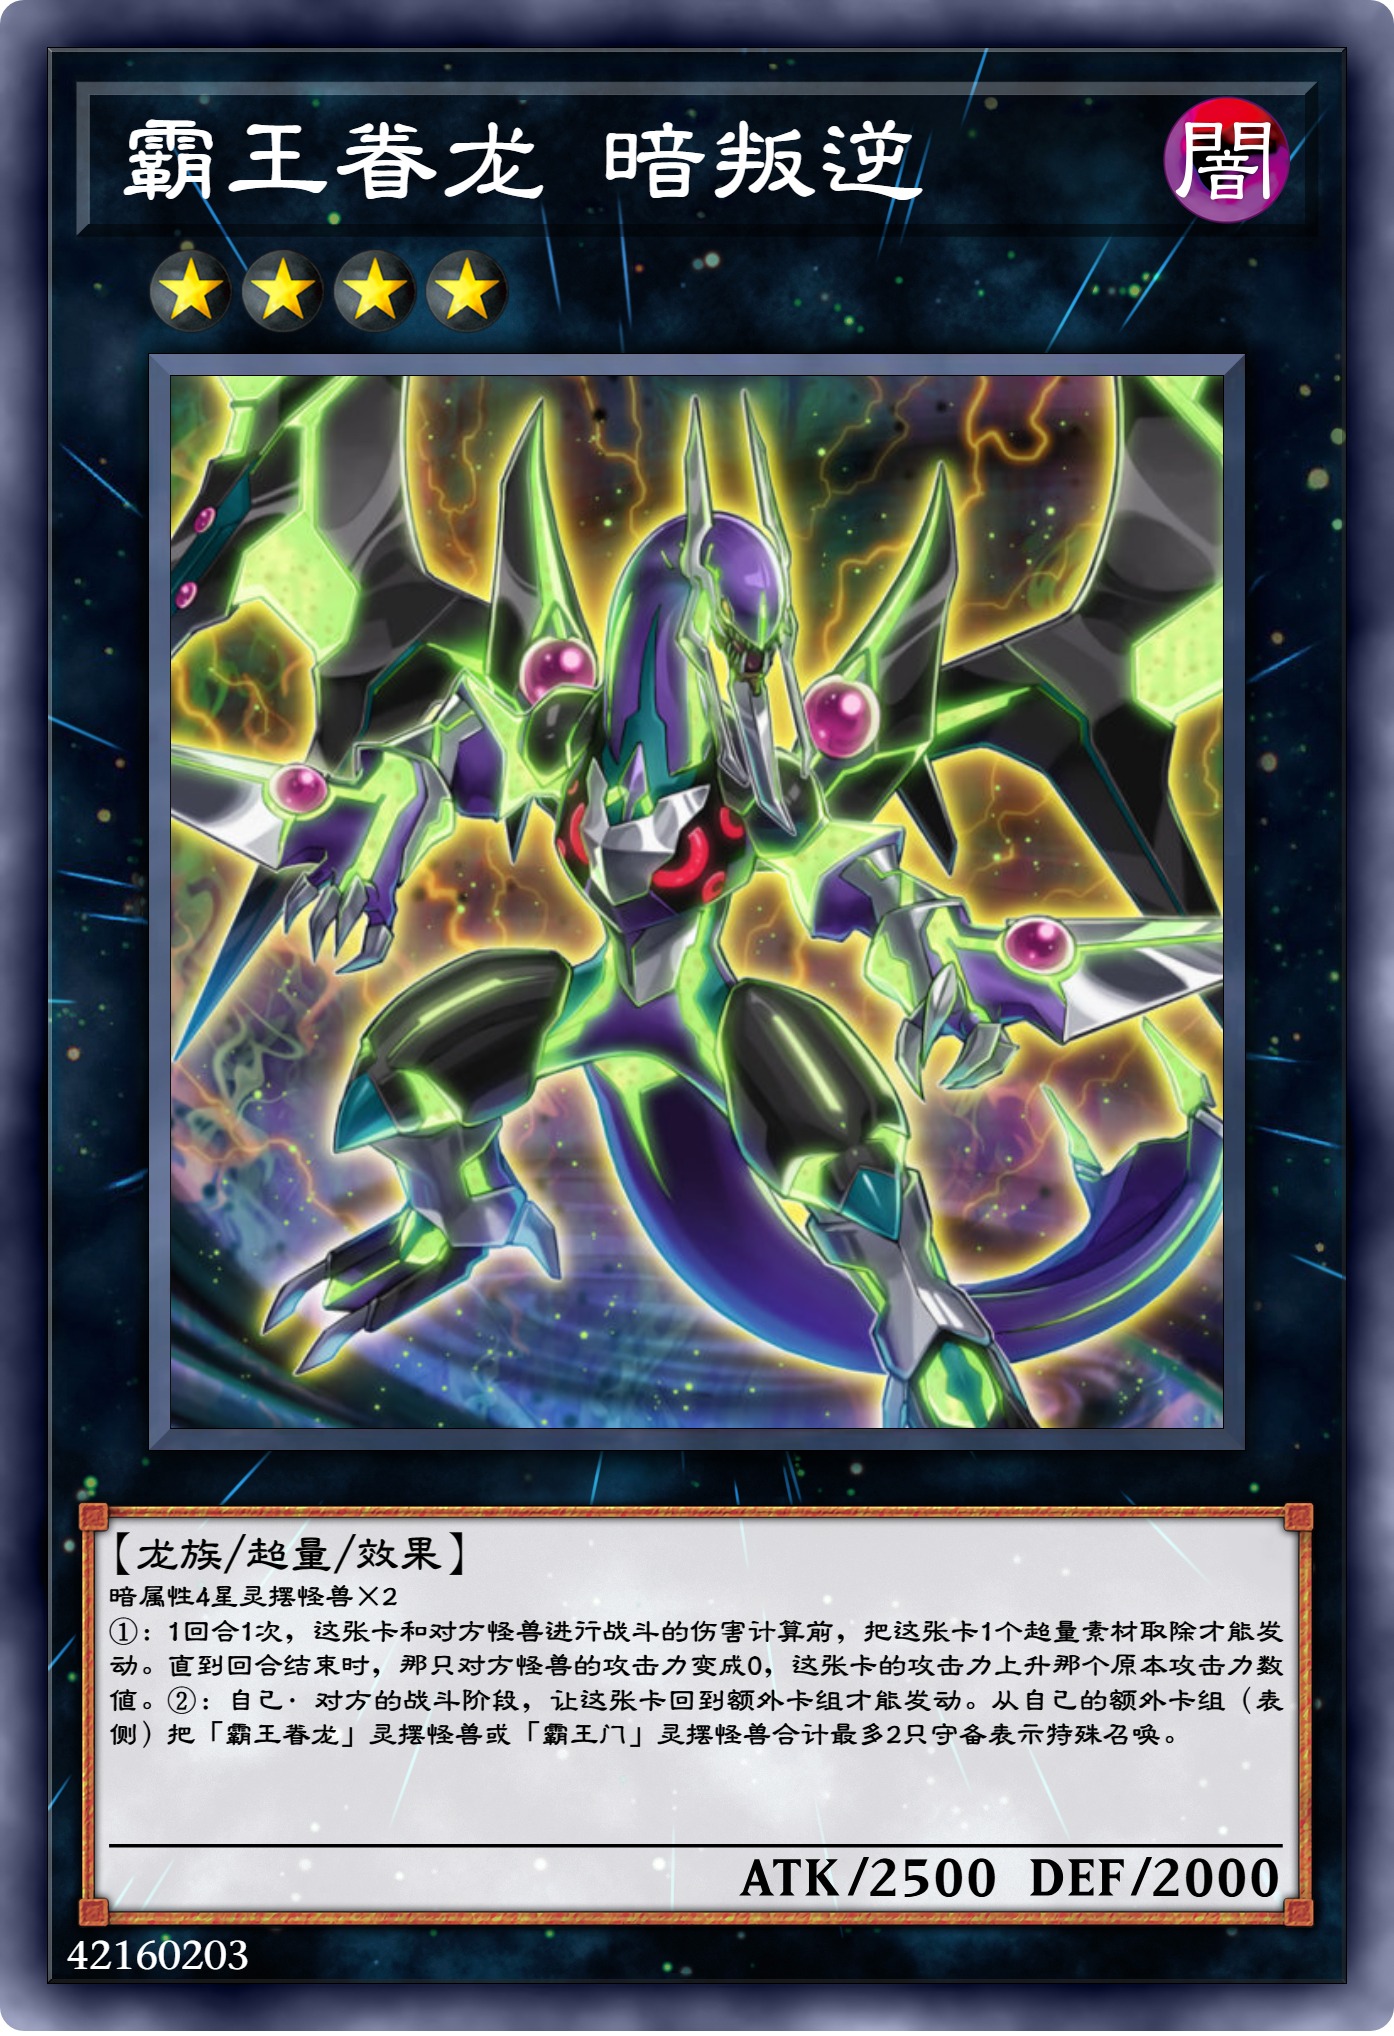 霸王眷龙 暗叛逆
闇
【龙族/超量/效果】
暗属性4星灵摆怪兽×2
①：1回合1次，这张卡和对方怪兽进行战斗的伤害计算前，把这张卡1个超量素材取除才能发
动。直到回合结束时，那只对方怪兽的攻击力变成0，这张卡的攻击力上升那个原本攻击力数
值。②：自己·对方的战斗阶段，让这张卡回到额外卡组才能发动。从自己的额外卡组（表
侧）把「霸王眷龙」灵摆怪兽或「霸王门」灵摆怪兽合计最多2只守备表示特殊召唤。
ATK/2500 DEF/2000
42160203